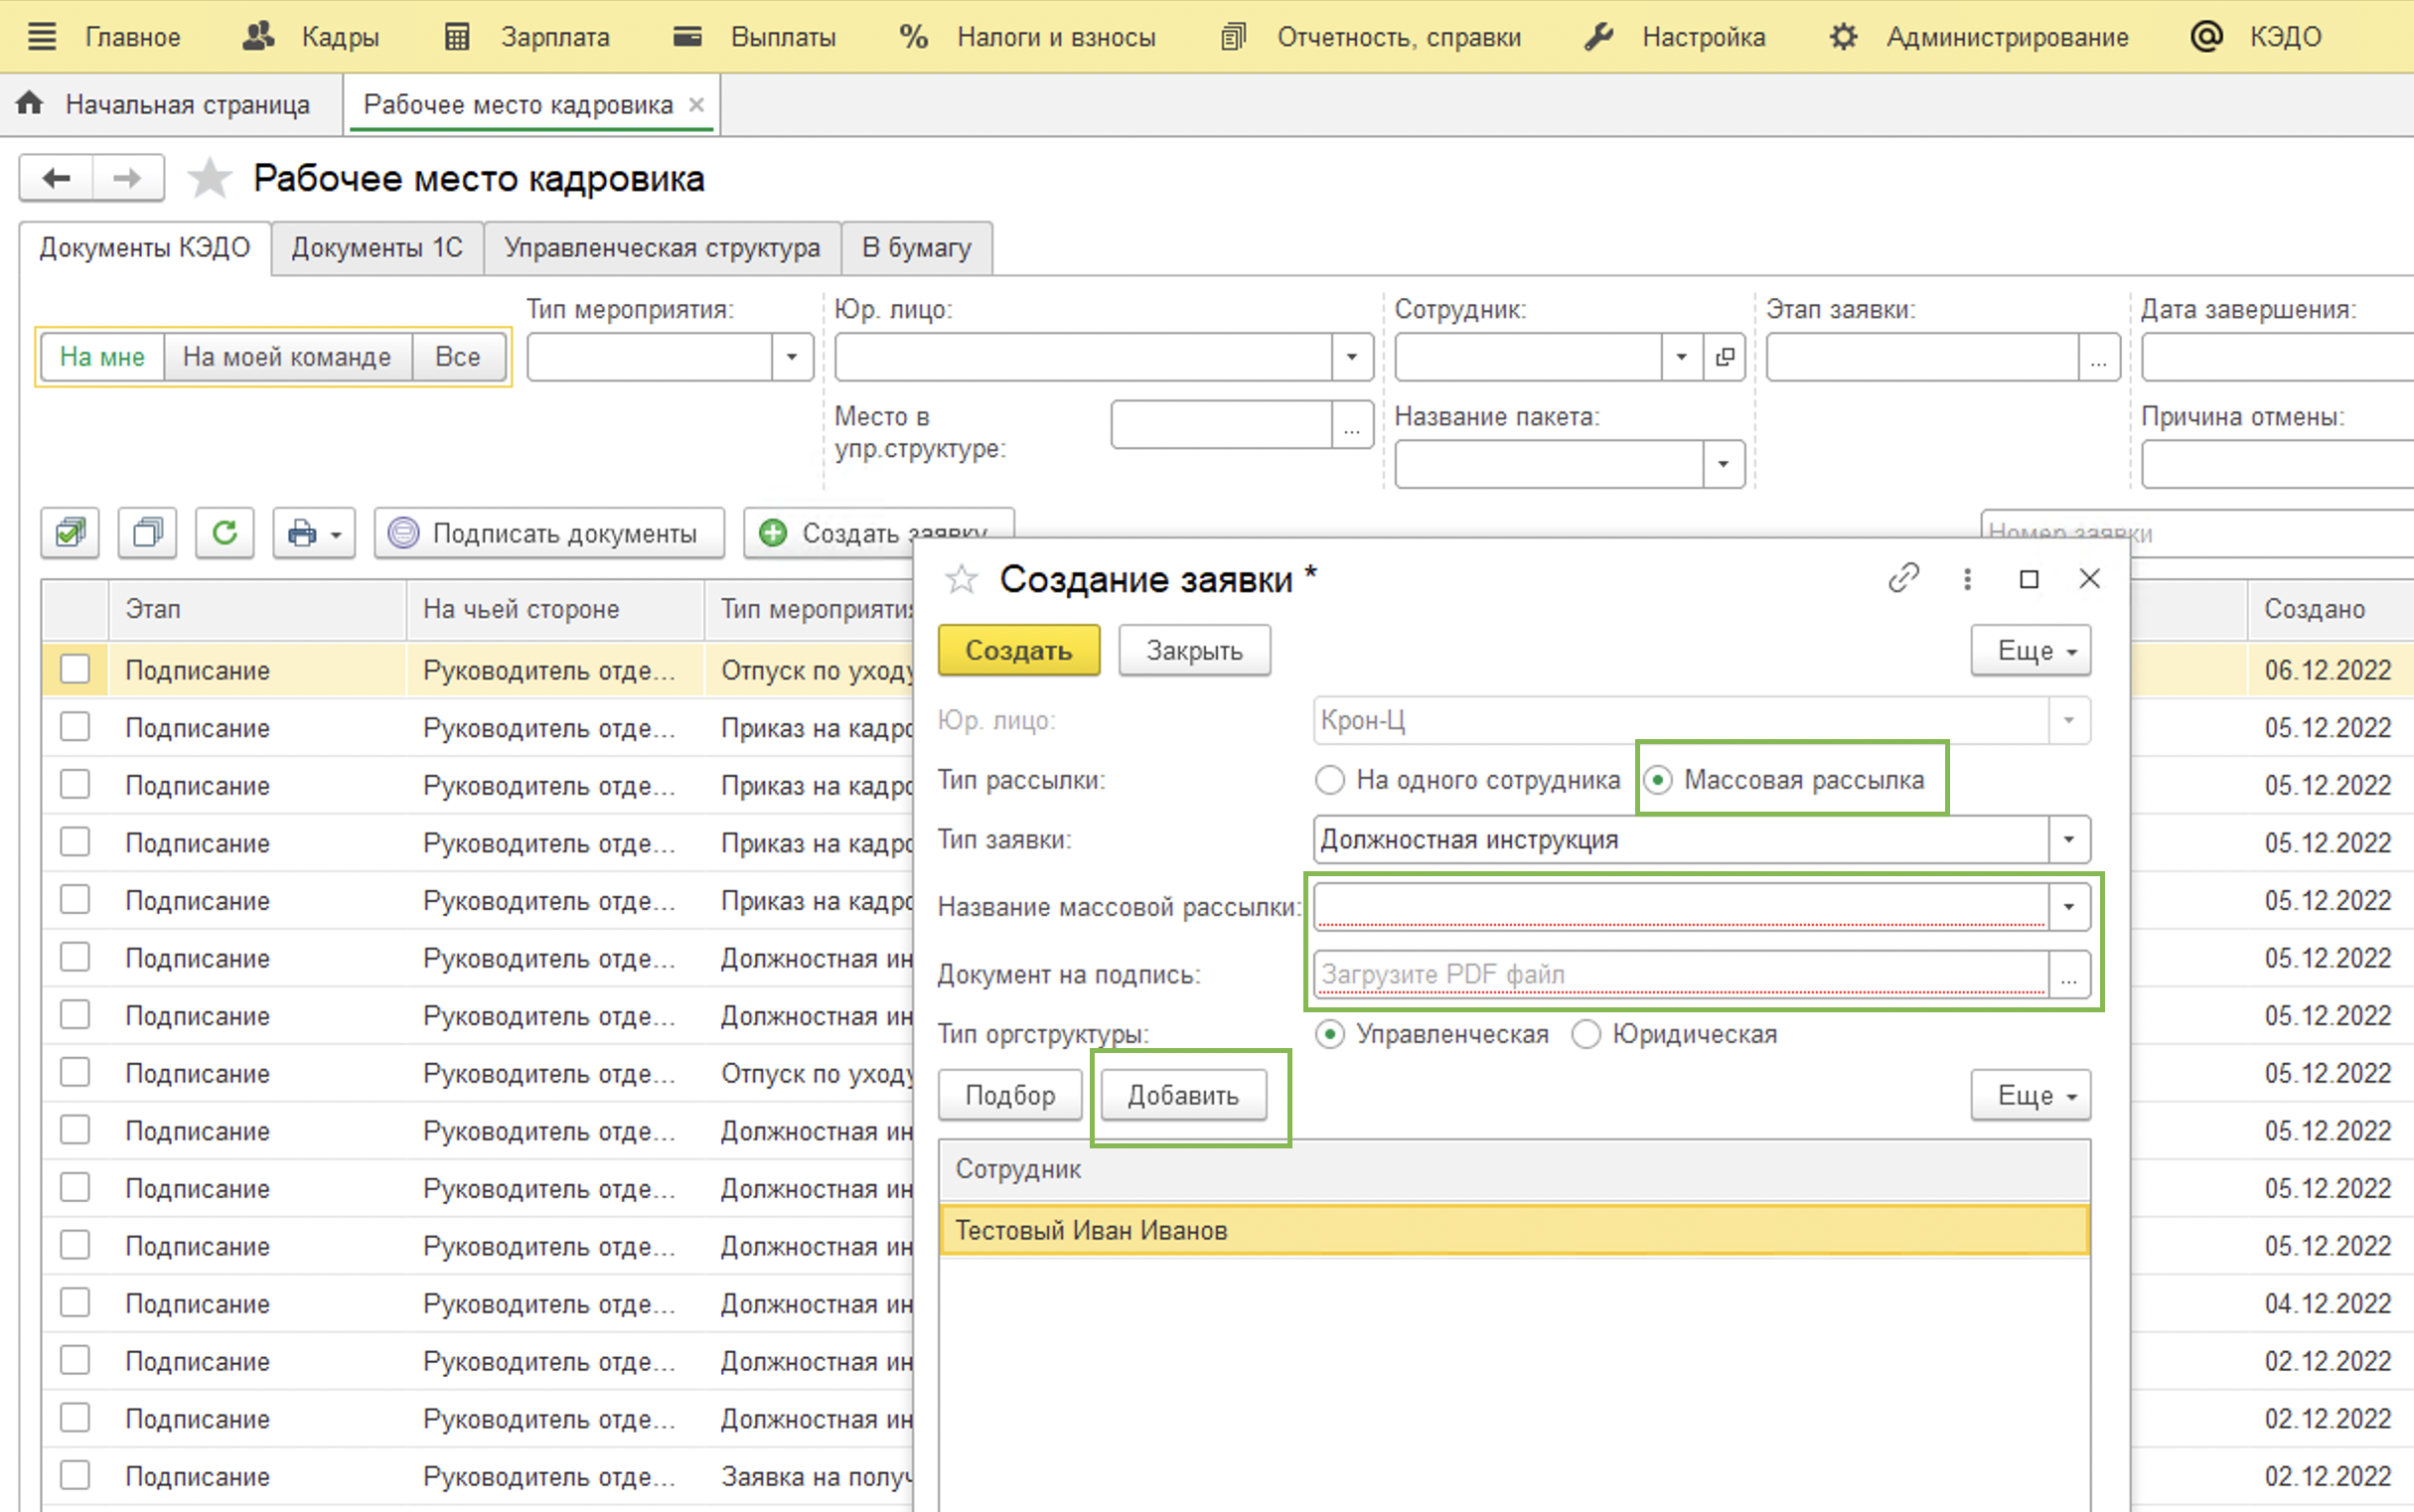 Главное Кадры Зарплата Выплаты % Налоги и взносы Отчетность, справки Настройка Администрирование @ КЭДО
Начальная страница Рабочее место кадровика ×
Рабочее место кадровика
Документы КЭДО Документы 1С Управленческая структура В бумагу
Тип мероприятия: Юр. лицо: Сотрудник: Этап заявки: Дата завершения:
На мне На моей команде Все ...
Место в упр.структуре: ... Название пакета: Причина отмены:
Подписать документы Создать заявку Номер заявки
Этап На чьей стороне Тип мероприятия Создано
Подписание Руководитель отде... Отпуск по уходу 06.12.2022
Подписание Руководитель отде... Приказ на кадро 05.12.2022
Подписание Руководитель отде... Приказ на кадро 05.12.2022
Подписание Руководитель отде... Приказ на кадро 05.12.2022
Подписание Руководитель отде... Приказ на кадро 05.12.2022
Подписание Руководитель отде... Должностная ин 05.12.2022
Подписание Руководитель отде... Должностная ин 05.12.2022
Подписание Руководитель отде... Отпуск по уходу 05.12.2022
Подписание Руководитель отде... Должностная ин 05.12.2022
Подписание Руководитель отде... Должностная ин 05.12.2022
Подписание Руководитель отде... Должностная ин 05.12.2022
Подписание Руководитель отде... Должностная ин 04.12.2022
Подписание Руководитель отде... Должностная ин 02.12.2022
Подписание Руководитель отде... Должностная ин 02.12.2022
Подписание Руководитель отде... Заявка на получ 02.12.2022
Создание заявки *
Создать Закрыть Еще
Юр. лицо: Крон-Ц
Тип рассылки: На одного сотрудника Массовая рассылка
Тип заявки: Должностная инструкция
Название массовой рассылки:
Документ на подпись: Загрузите PDF файл ...
Тип оргструктуры: Управленческая Юридическая
Подбор Добавить Еще
Сотрудник
Тестовый Иван Иванов